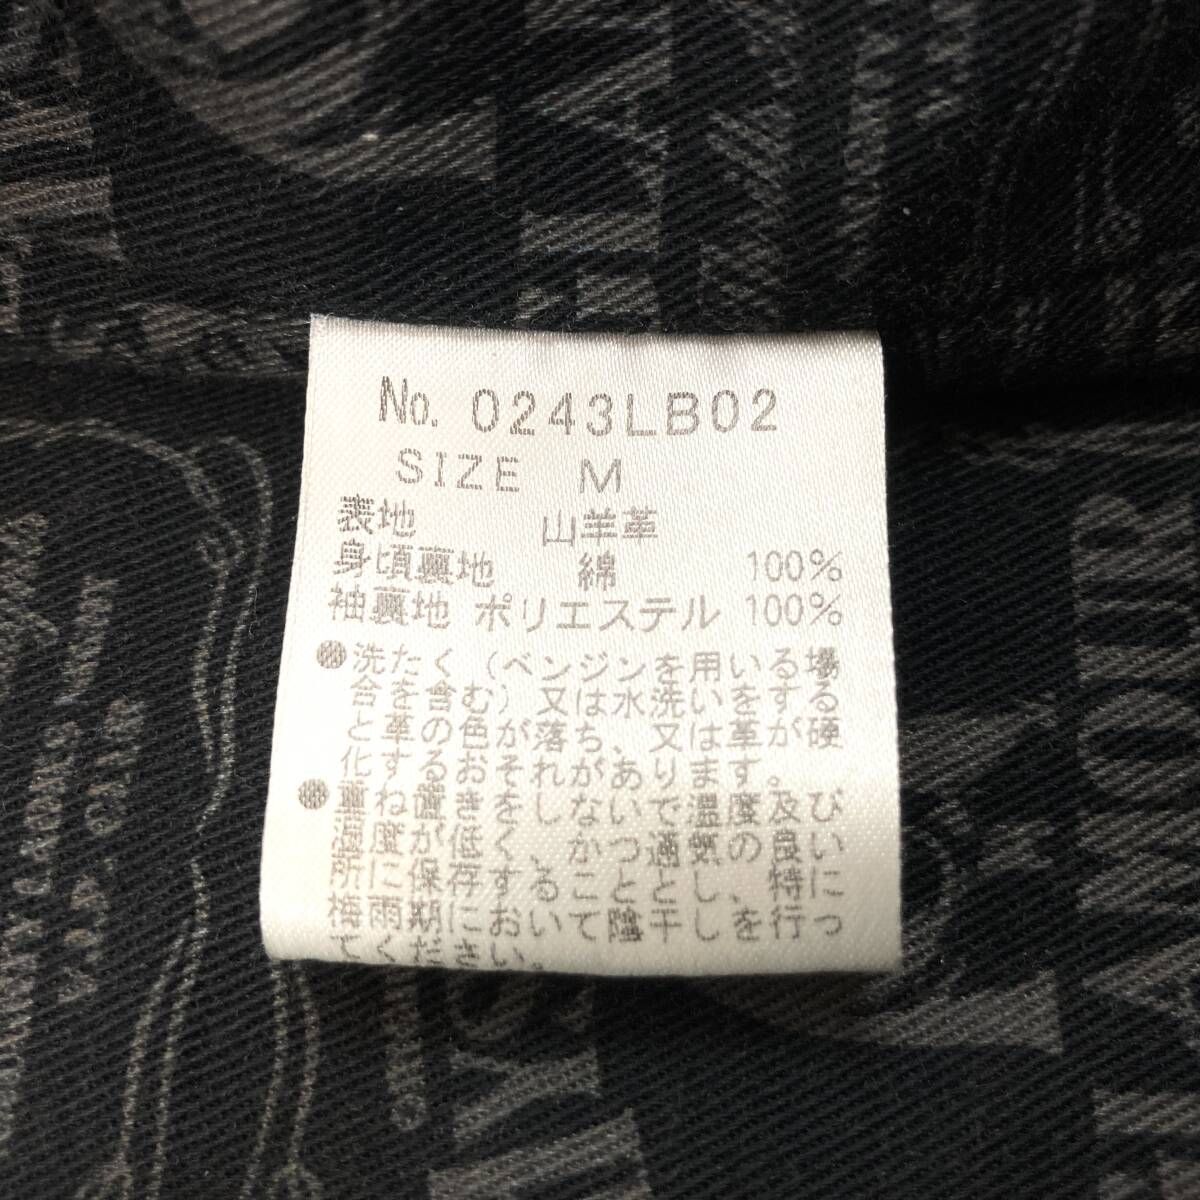 No. 0243LB02
SIZE M
表地 山羊革
身頃裏地 綿 100%
袖裏地 ポリエステル 100%
●洗たく(ベンジンを用いる場
合を含む)又は水洗いをする
と革の色が落ち、又は革が硬
化するおそれがあります。
●重ね置きをしないで温度及び
湿度が低く、かつ通気の良い
所に保存すること。特に
梅雨期において陰干しを行っ
てください。